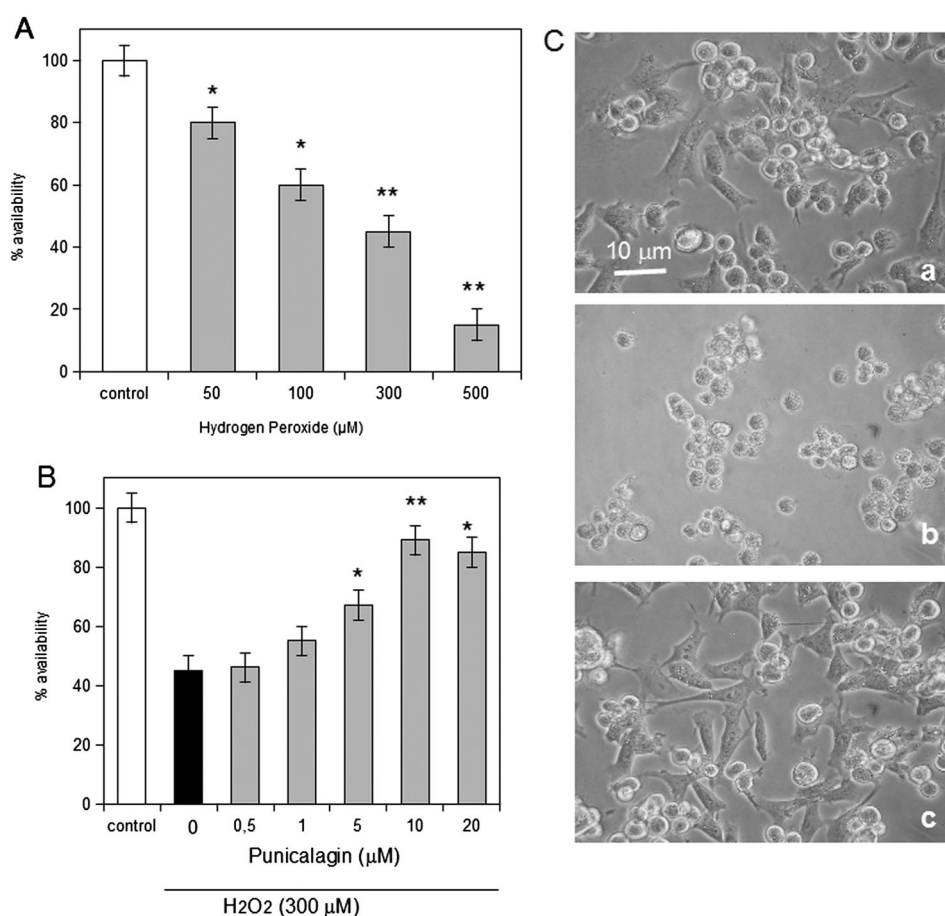 A
100
80
60
40
20
0
% availability
*
*
**
**
control 50 100 300 500
Hydrogen Peroxide (µM)
B
100
80
60
40
20
0
% availability
*
**
*
control 0 0,5 1 5 10 20
Punicalagin (µM)
H2O2 (300 µM)
C
10 µm
a
b
c